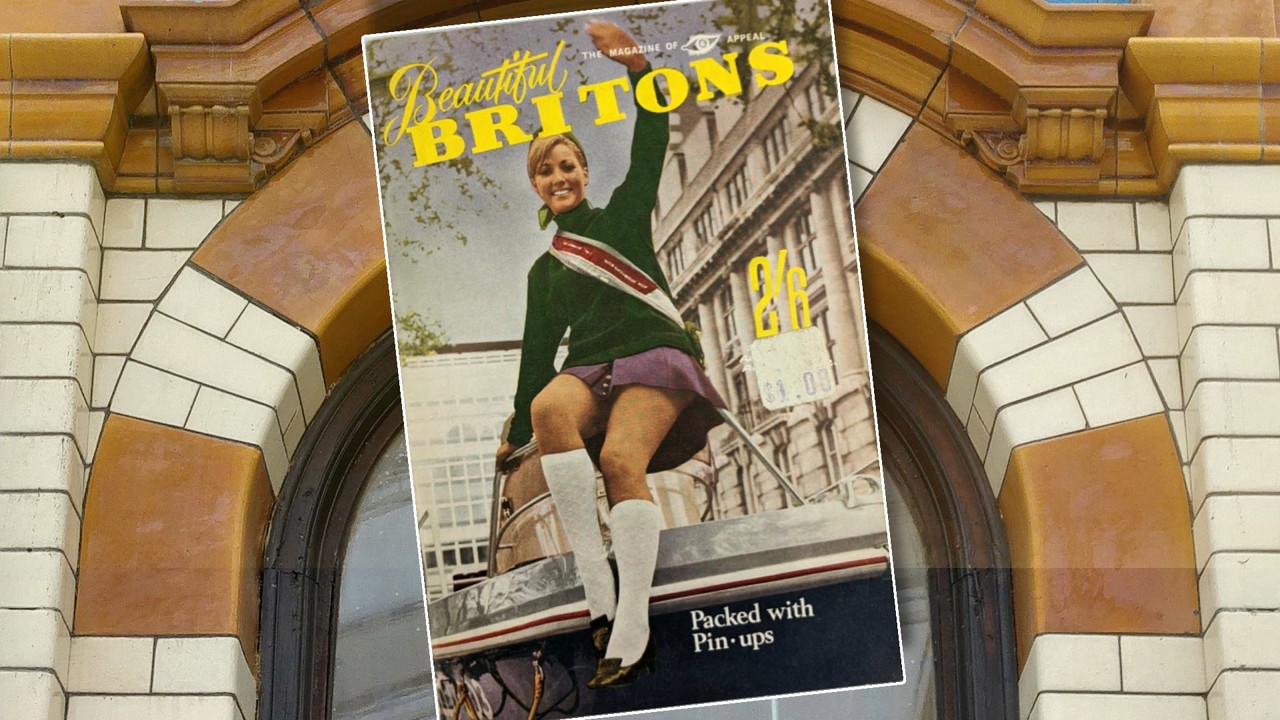 THE MAGAZINE OF APPEAL
Beautiful
BRITONS
2/6
$1.00
Packed with
Pin-ups